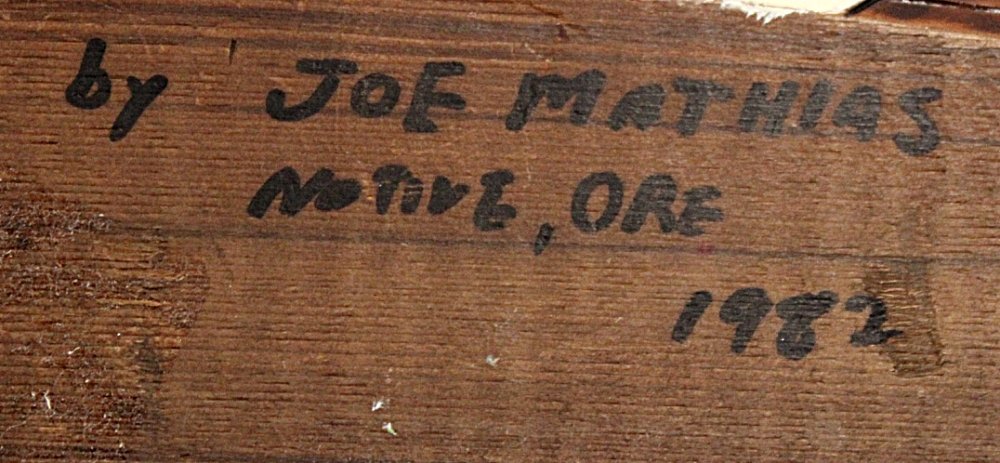 by JOE MATHIAS
NATIVE, ORE
1982